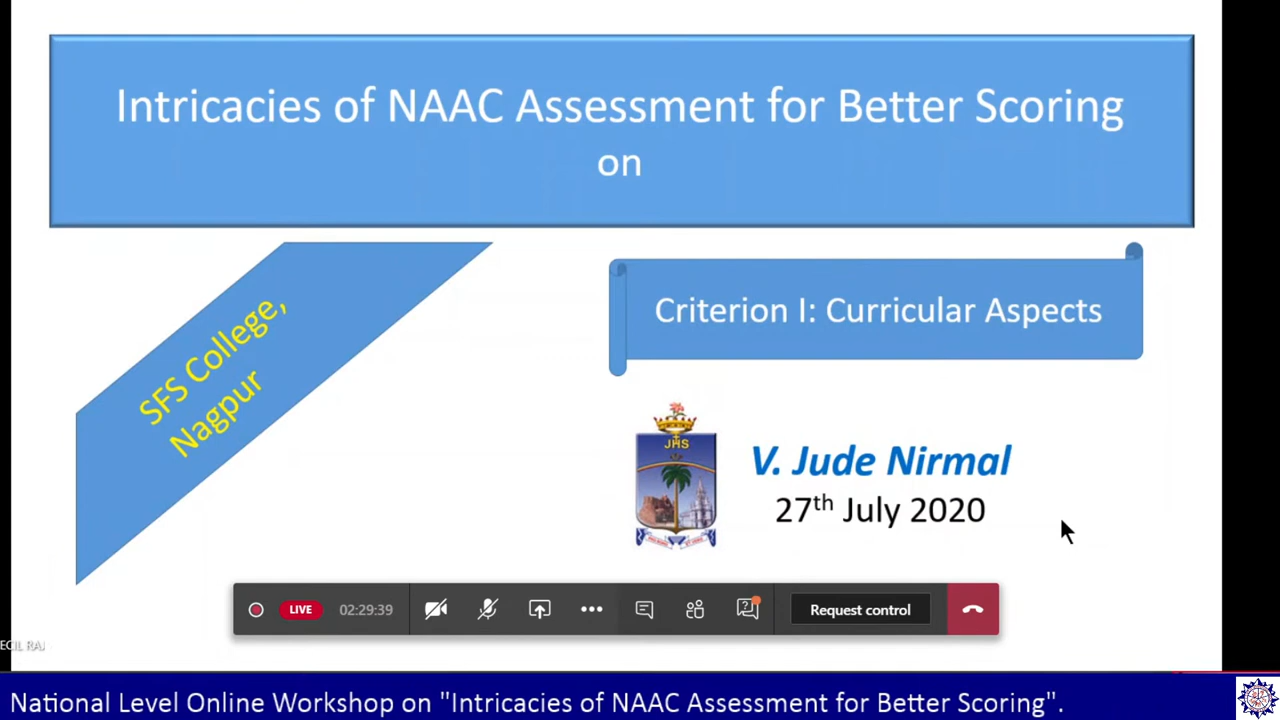 Intricacies of NAAC Assessment for Better Scoring
on
SFS College,
Nagpur
Criterion I: Curricular Aspects
JHS
V. Jude Nirmal
27th July 2020
LIVE
02:29:39
Request control
ECIL RAJ
National Level Online Workshop on "Intricacies of NAAC Assessment for Better Scoring".